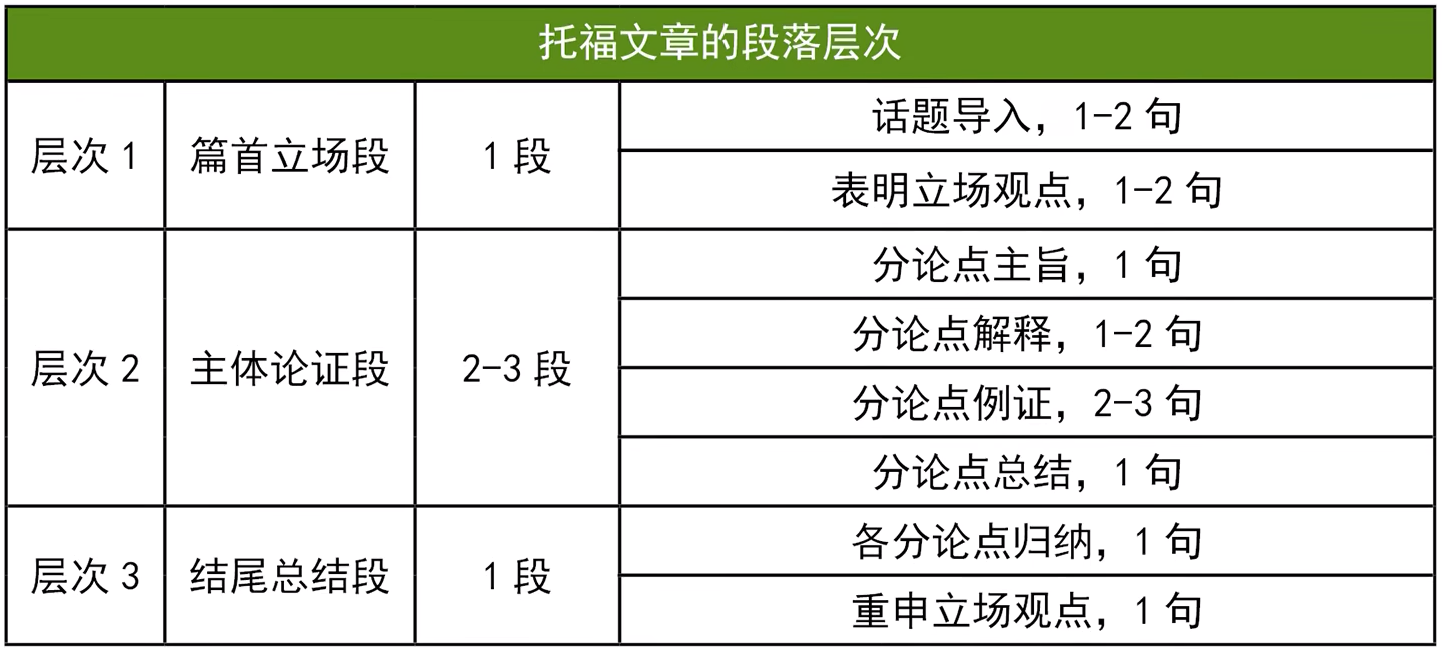 托福文章的段落层次
层次 1
篇首立场段
1 段
话题导入，1-2 句
表明立场观点，1-2 句
层次 2
主体论证段
2-3 段
分论点主旨，1 句
分论点解释，1-2 句
分论点例证，2-3 句
分论点总结，1 句
层次 3
结尾总结段
1 段
各分论点归纳，1 句
重申立场观点，1 句